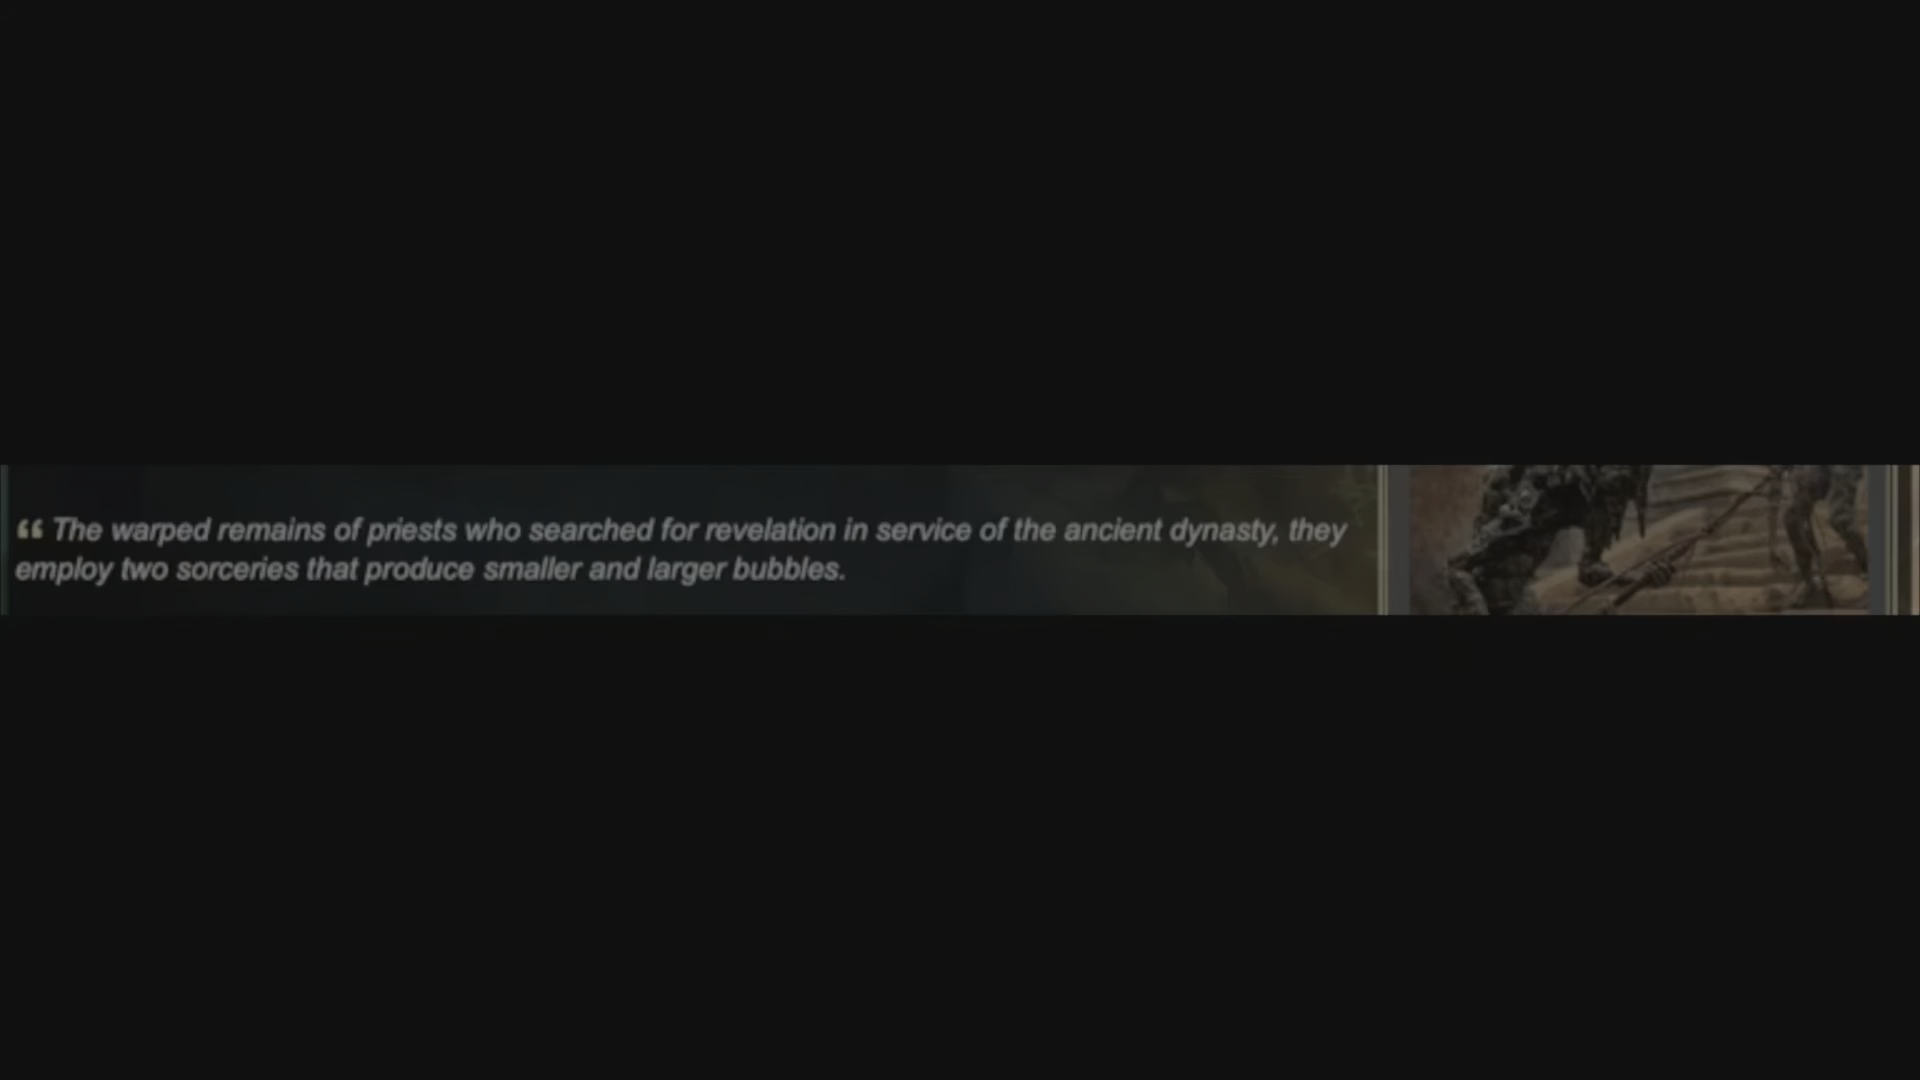 “ The warped remains of priests who searched for revelation in service of the ancient dynasty, they
employ two sorceries that produce smaller and larger bubbles.